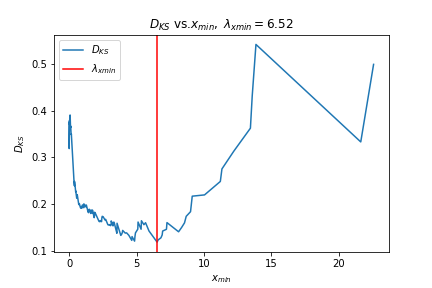 D_KS vs.x_min, λ_xmin = 6.52
D_KS
λ_xmin
D_KS
0.5
0.4
0.3
0.2
0.1
0
5
10
15
20
x_min